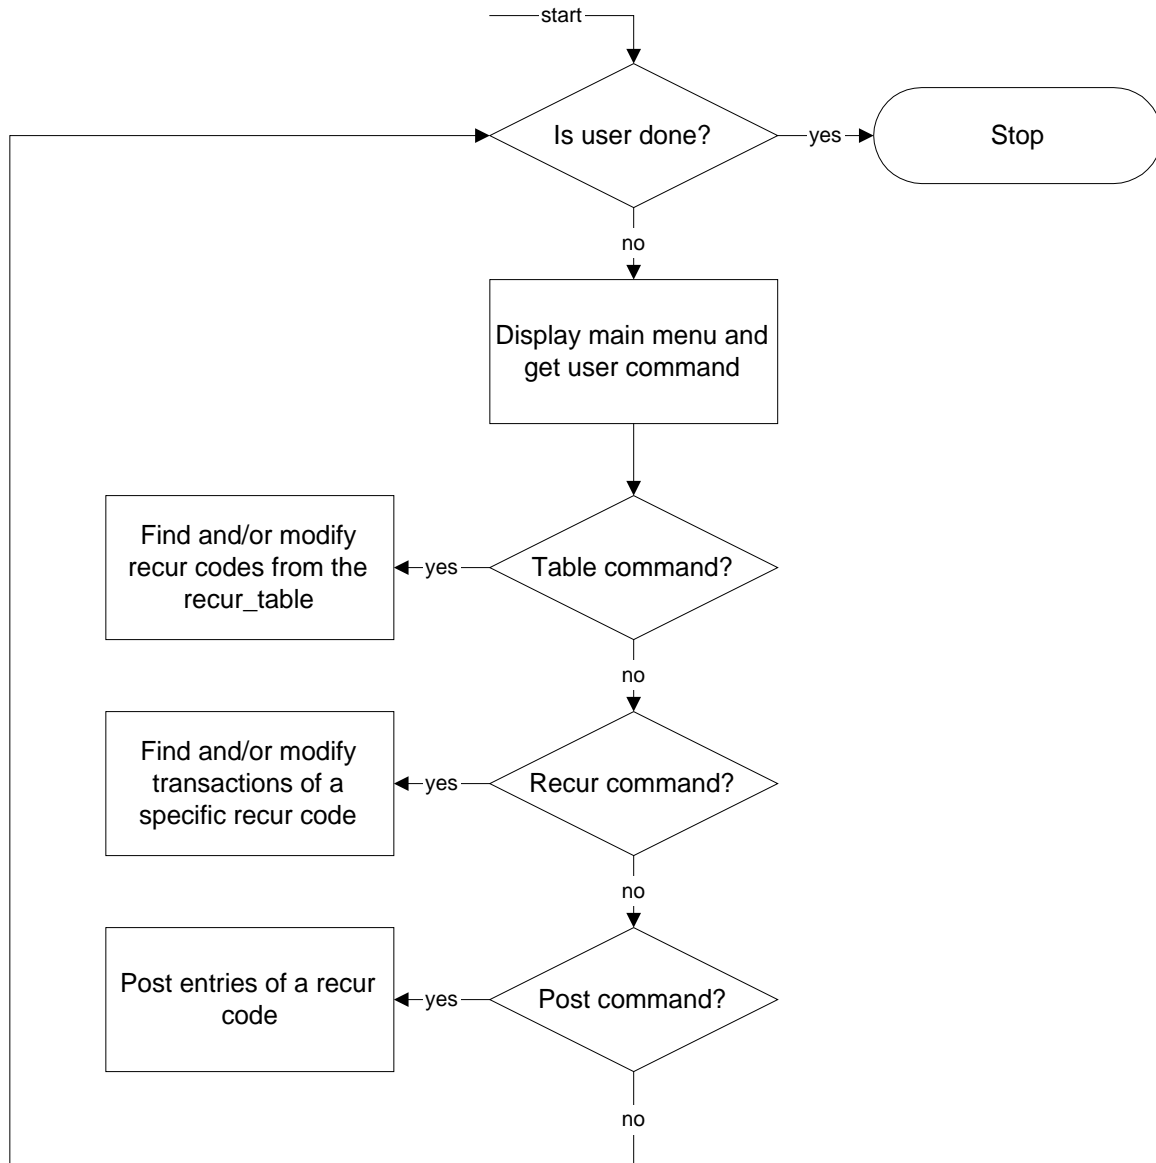 start
Is user done?
yes
Stop
no
Display main menu and
get user command
Find and/or modify
recur codes from the
recur_table
yes
Table command?
no
Find and/or modify
transactions of a
specific recur code
yes
Recur command?
no
Post entries of a recur
code
yes
Post command?
no